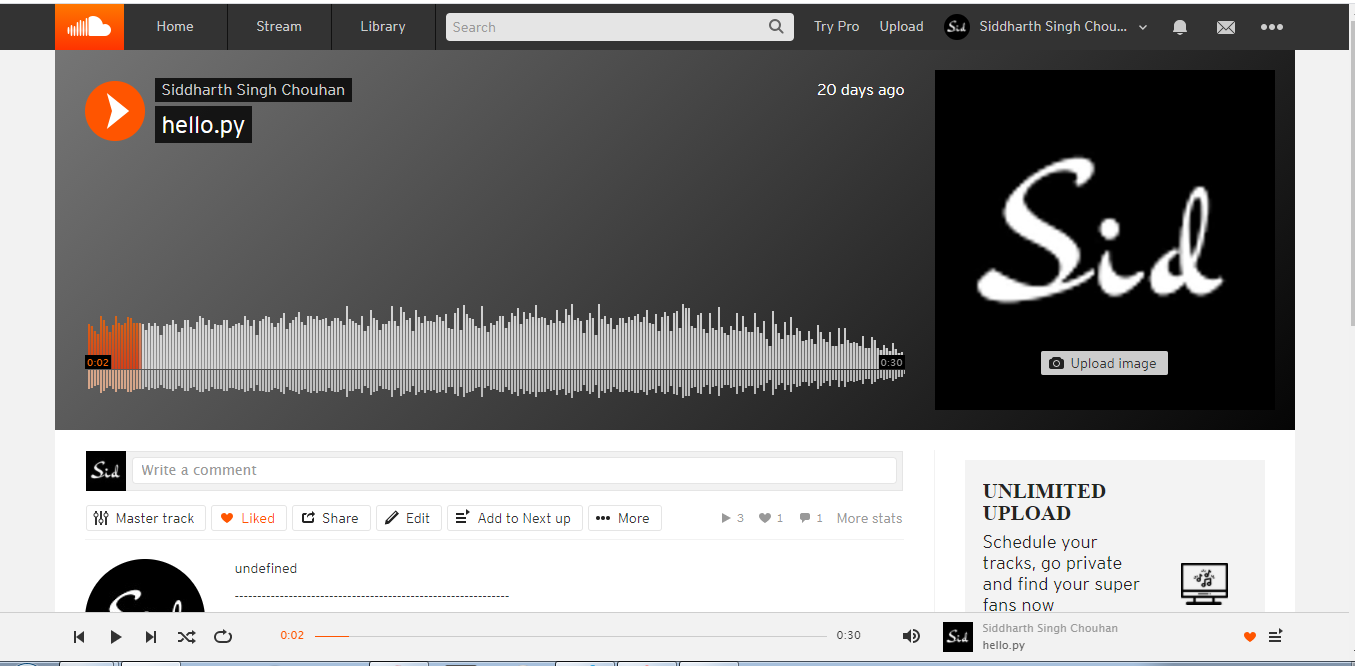 Home
Stream
Library
Search
Try Pro
Upload
Sid
Siddharth Singh Chou...
Siddharth Singh Chouhan
20 days ago
hello.py
Sid
0:02
0:30
Upload image
Sid
Write a comment
Master track
Liked
Share
Edit
Add to Next up
More
3
1
1
More stats
UNLIMITED
UPLOAD
Schedule your
tracks, go private
and find your super
fans now
undefined
-------------------------------------------------------------
0:02
0:30
Sid
Siddharth Singh Chouhan
hello.py